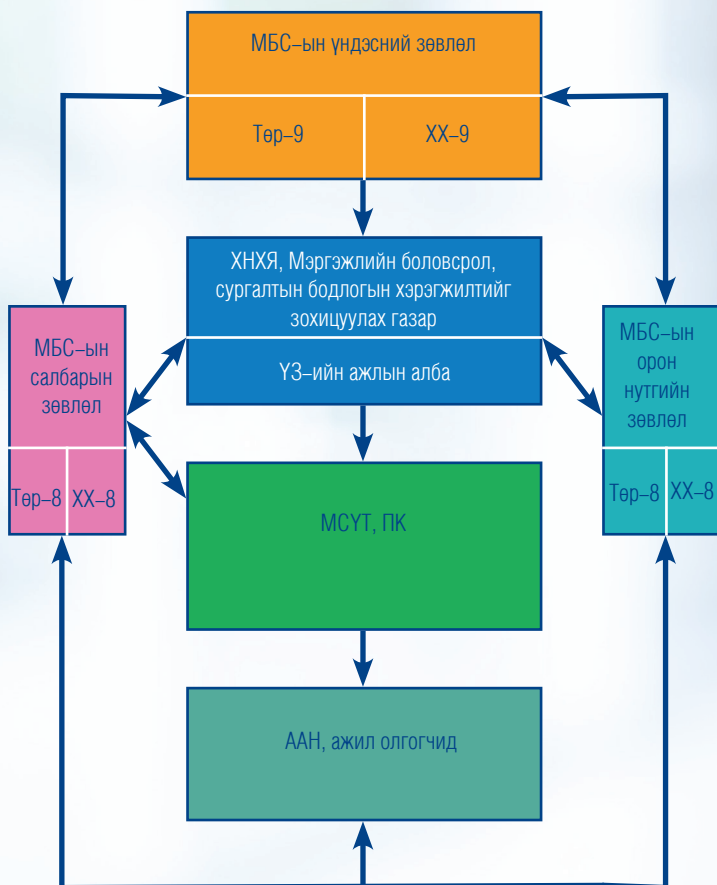 МБС–ын үндэсний зөвлөл
Төр–9
ХХ–9
ХНХЯ, Мэргэжлийн боловсрол,
сургалтын бодлогын хэрэгжилтийг
зохицуулах газар
ҮЗ–ийн ажлын алба
МБС–ын
салбарын
зөвлөл
Төр–8
ХХ–8
МБС–ын
орон
нутгийн
зөвлөл
Төр–8
ХХ–8
МСҮТ, ПК
ААН, ажил олгогчид